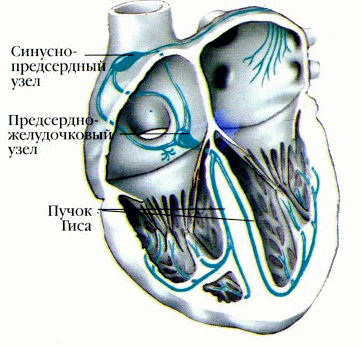 Синусно-
предсердный
узел
Предсердно-
желудочковый
узел
Пучок
Гиса